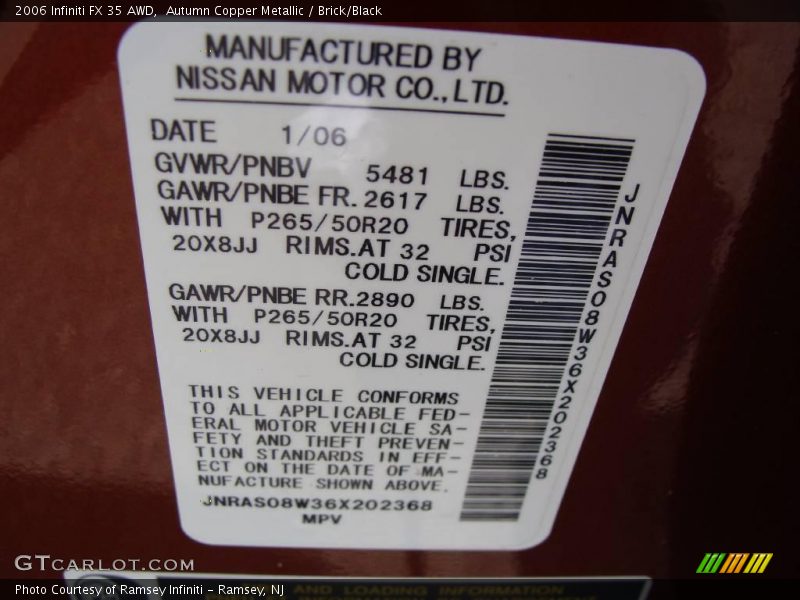 2006 Infiniti FX 35 AWD,  Autumn Copper Metallic / Brick/Black
MANUFACTURED BY
NISSAN MOTOR CO.,LTD.
DATE 1/06
GVWR/PNBV 5481 LBS.
GAWR/PNBE FR. 2617 LBS.
WITH P265/50R20 TIRES,
20X8JJ RIMS.AT 32 PSI
COLD SINGLE.
GAWR/PNBE RR.2890 LBS.
WITH P265/50R20 TIRES,
20X8JJ RIMS.AT 32 PSI
COLD SINGLE.
THIS VEHICLE CONFORMS
TO ALL APPLICABLE FED-
ERAL MOTOR VEHICLE SA-
FETY AND THEFT PREVEN-
TION STANDARDS IN EFF-
ECT ON THE DATE OF MA-
NUFACTURE SHOWN ABOVE.
JNRAS08W36X202368
MPV
JNRAS08W36X202368
GTcarlot.com
AND LOADING INFORMATION
Photo Courtesy of Ramsey Infiniti - Ramsey, NJ